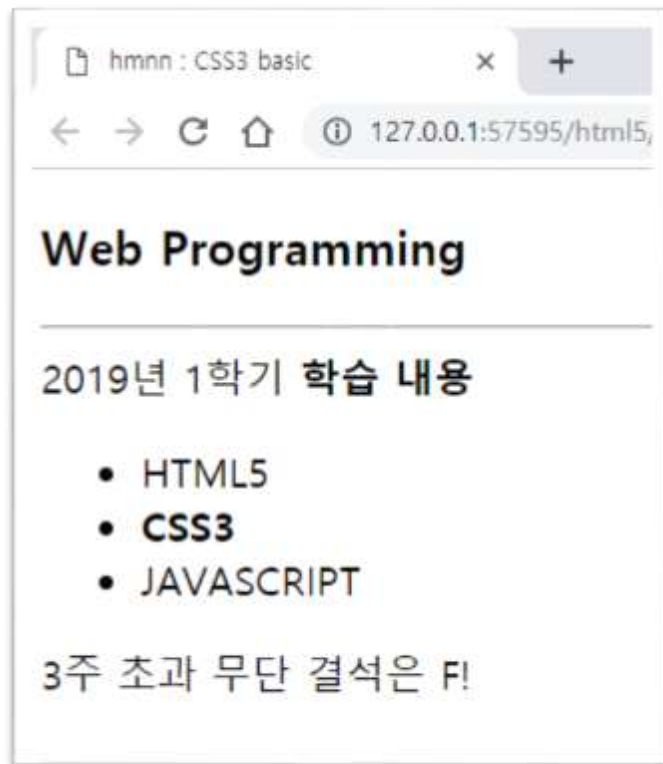 hmnn : CSS3 basic
127.0.0.1:57595/html5,
Web Programming
2019년 1학기 학습 내용
HTML5
CSS3
JAVASCRIPT
3주 초과 무단 결석은 F!